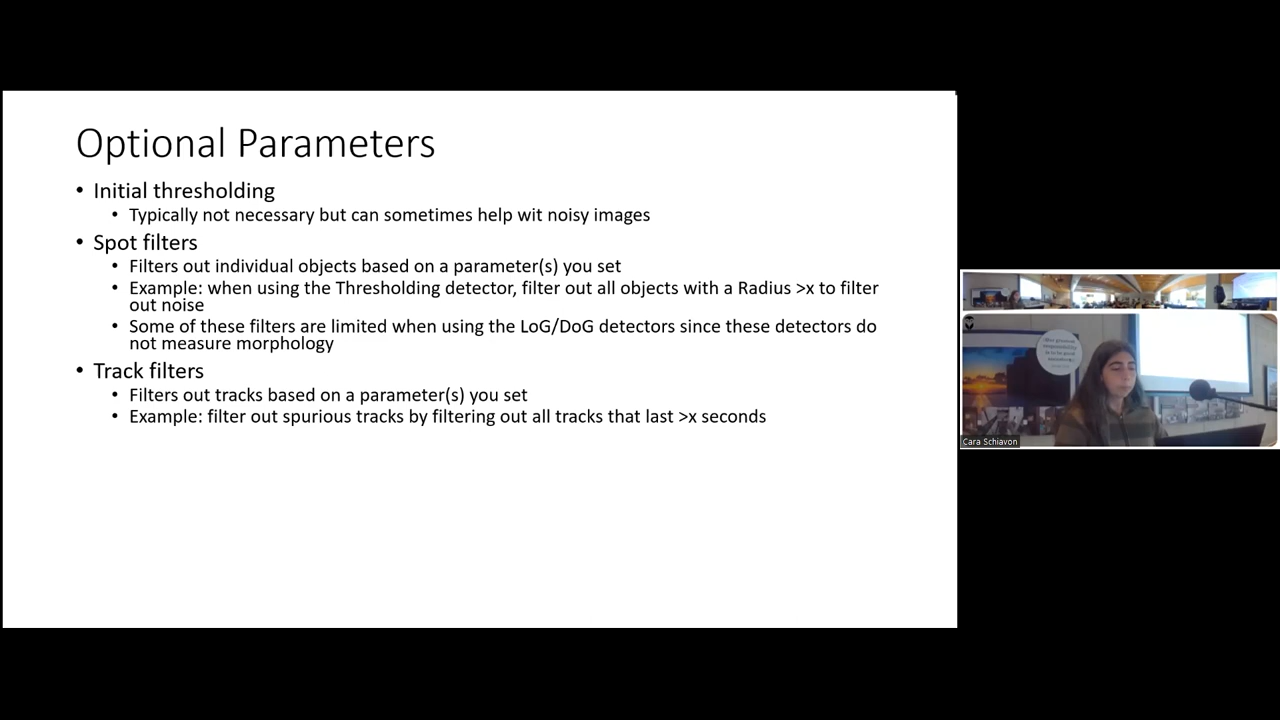 Optional Parameters
• Initial thresholding
• Typically not necessary but can sometimes help wit noisy images
• Spot filters
• Filters out individual objects based on a parameter(s) you set
• Example: when using the Thresholding detector, filter out all objects with a Radius >x to filter
out noise
• Some of these filters are limited when using the LoG/DoG detectors since these detectors do
not measure morphology
• Track filters
• Filters out tracks based on a parameter(s) you set
• Example: filter out spurious tracks by filtering out all tracks that last >x seconds
Cara Schiavon